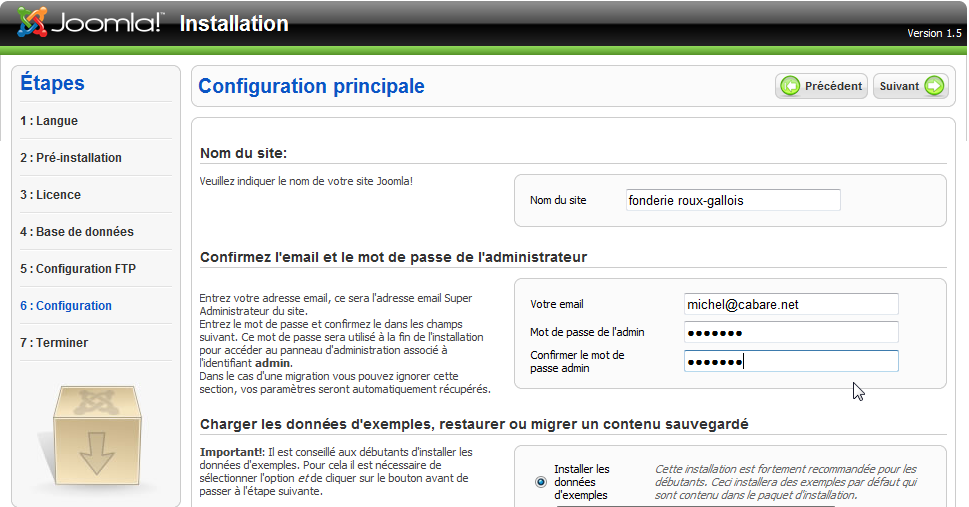 Joomla!™ Installation
Version 1.5
Étapes
1 : Langue
2 : Pré-installation
3 : Licence
4 : Base de données
5 : Configuration FTP
6 : Configuration
7 : Terminer
Configuration principale
Précédent
Suivant
Nom du site:
Veuillez indiquer le nom de votre site Joomla!
Nom du site
fonderie roux-gallois
Confirmez l'email et le mot de passe de l'administrateur
Entrez votre adresse email, ce sera l'adresse email Super
Administrateur du site.
Entrez le mot de passe et confirmez le dans les champs
suivant. Ce mot de passe sera utilisé à la fin de l'installation
pour accéder au panneau d'administration associé à
l'identifiant admin.
Dans le cas d'une migration vous pouvez ignorer cette
section, vos paramètres seront automatiquement récupérés.
Votre email
michel@cabare.net
Mot de passe de l'admin
●●●●●●●
Confirmer le mot de
passe admin
●●●●●●●
Charger les données d'exemples, restaurer ou migrer un contenu sauvegardé
Important!: Il est conseillé aux débutants d'installer les
données d'exemples. Pour cela il est nécessaire de
sélectionner l'option et de cliquer sur le bouton avant de
passer à l'étape suivante.
Installer les
données
d'exemples
Cette installation est fortement recommandée pour les
débutants. Ceci installera des exemples par défaut qui
sont contenu dans le paquet d'installation.